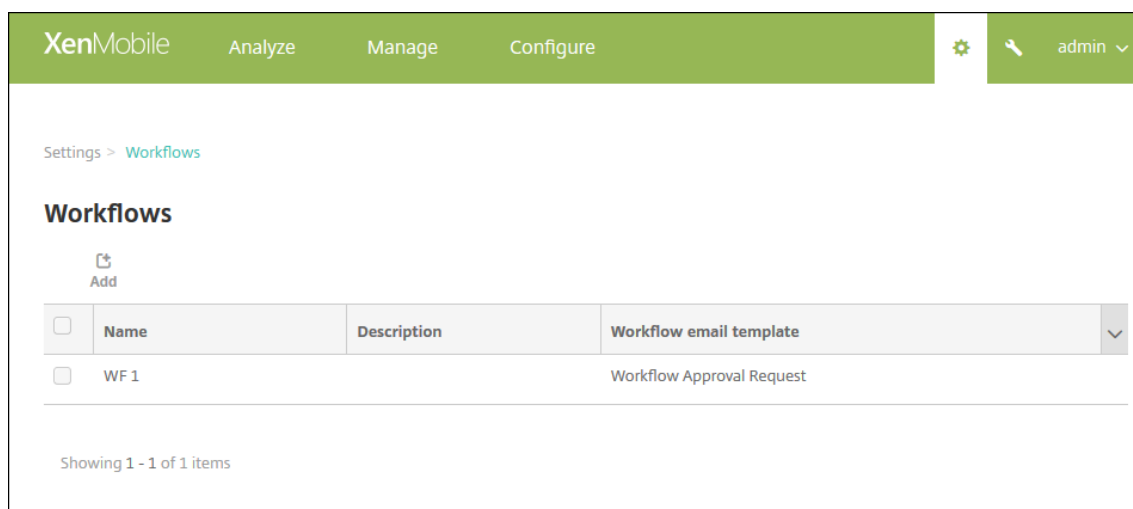 XenMobile Analyze Manage Configure admin
Settings > Workflows
Workflows
Add
Name Description Workflow email template
WF 1 Workflow Approval Request
Showing 1 - 1 of 1 items